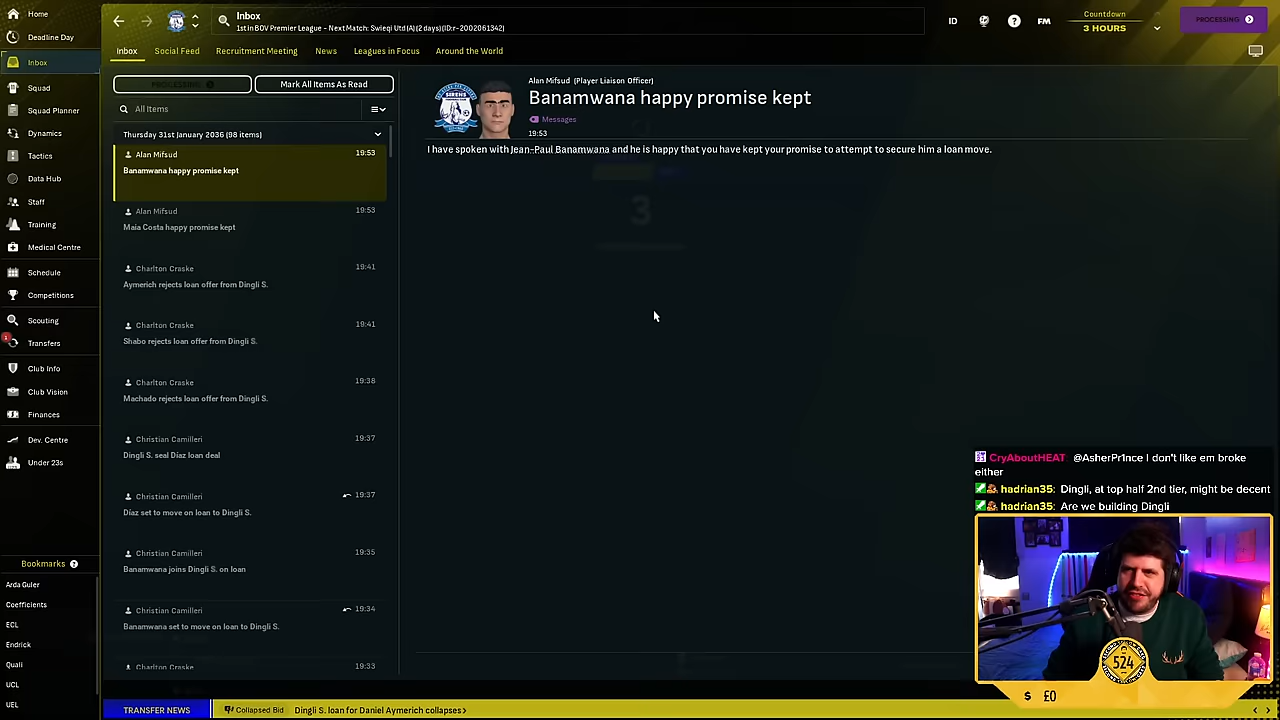 Inbox
1st in BOV Premier League - Next Match: Swieqi Utd (A) (2 days) (ID: r-2002061342)
ID
FM
Countdown
3 HOURS
PROCESSING
Home
Deadline Day
Inbox
Squad
Squad Planner
Dynamics
Tactics
Data Hub
Staff
Training
Medical Centre
Schedule
Competitions
Scouting
1
Transfers
Club Info
Club Vision
Finances
Dev. Centre
Under 23s
Bookmarks
Arda Guler
Coefficients
ECL
Endrick
Quali
UCL
UEL
Inbox
Social Feed
Recruitment Meeting
News
Leagues in Focus
Around the World
PROCESSING
Mark All Items As Read
All Items
Thursday 31st January 2036 (98 items)
Alan Mifsud 19:53
Banamwana happy promise kept
Alan Mifsud 19:53
Maia Costa happy promise kept
Charlton Craske 19:41
Aymerich rejects loan offer from Dingli S.
Charlton Craske 19:41
Shabo rejects loan offer from Dingli S.
Charlton Craske 19:38
Machado rejects loan offer from Dingli S.
Christian Camilleri 19:37
Dingli S. seal Díaz loan deal
Christian Camilleri 19:37
Díaz set to move on loan to Dingli S.
Christian Camilleri 19:35
Banamwana joins Dingli S. on loan
Christian Camilleri 19:34
Banamwana set to move on loan to Dingli S.
Charlton Craske 19:33
SIRENS
Alan Mifsud (Player Liaison Officer)
Banamwana happy promise kept
Messages
19:53
I have spoken with Jean-Paul Banamwana and he is happy that you have kept your promise to attempt to secure him a loan move.
3
CryAboutHEAT @AsherPr1nce I don't like em broke
either
hadrian35: Dingli, at top half 2nd tier, might be decent
hadrian35: Are we building Dingli
524
$ £0
TRANSFER NEWS
Collapsed Bid
Dingli S. loan for Daniel Aymerich collapses>